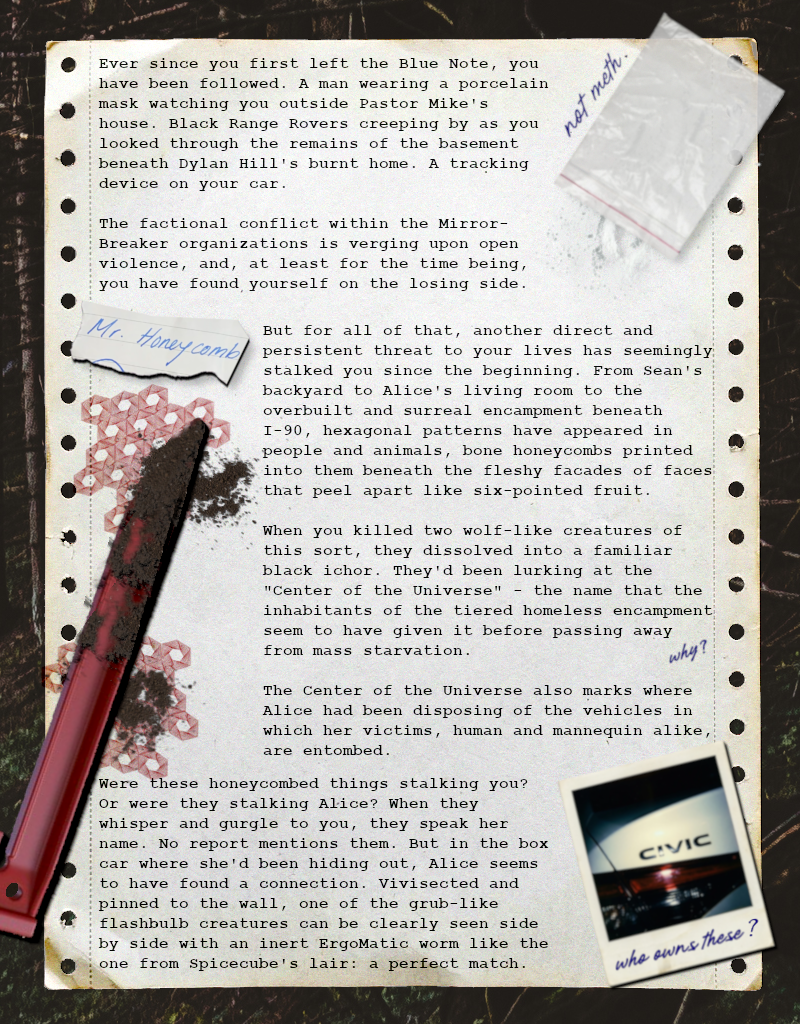 Ever since you first left the Blue Note, you
have been followed. A man wearing a porcelain
mask watching you outside Pastor Mike's
house. Black Range Rovers creeping by as you
looked through the remains of the basement
beneath Dylan Hill's burnt home. A tracking
device on your car.
not meth.
The factional conflict within the Mirror-
Breaker organizations is verging upon open
violence, and, at least for the time being,
you have found yourself on the losing side.
Mr. Honeycomb
But for all of that, another direct and
persistent threat to your lives has seemingly
stalked you since the beginning. From Sean's
backyard to Alice's living room to the
overbuilt and surreal encampment beneath
I-90, hexagonal patterns have appeared in
people and animals, bone honeycombs printed
into them beneath the fleshy facades of faces
that peel apart like six-pointed fruit.
When you killed two wolf-like creatures of
this sort, they dissolved into a familiar
black ichor. They'd been lurking at the
"Center of the Universe" - the name that the
inhabitants of the tiered homeless encampment
seem to have given it before passing away
from mass starvation.
why?
The Center of the Universe also marks where
Alice had been disposing of the vehicles in
which her victims, human and mannequin alike,
are entombed.
Were these honeycombed things stalking you?
Or were they stalking Alice? When they
whisper and gurgle to you, they speak her
name. No report mentions them. But in the box
car where she'd been hiding out, Alice seems
to have found a connection. Vivisected and
pinned to the wall, one of the grub-like
flashbulb creatures can be clearly seen side
by side with an inert ErgoMatic worm like the
one from Spicecube's lair: a perfect match.
CIVIC
who owns these?